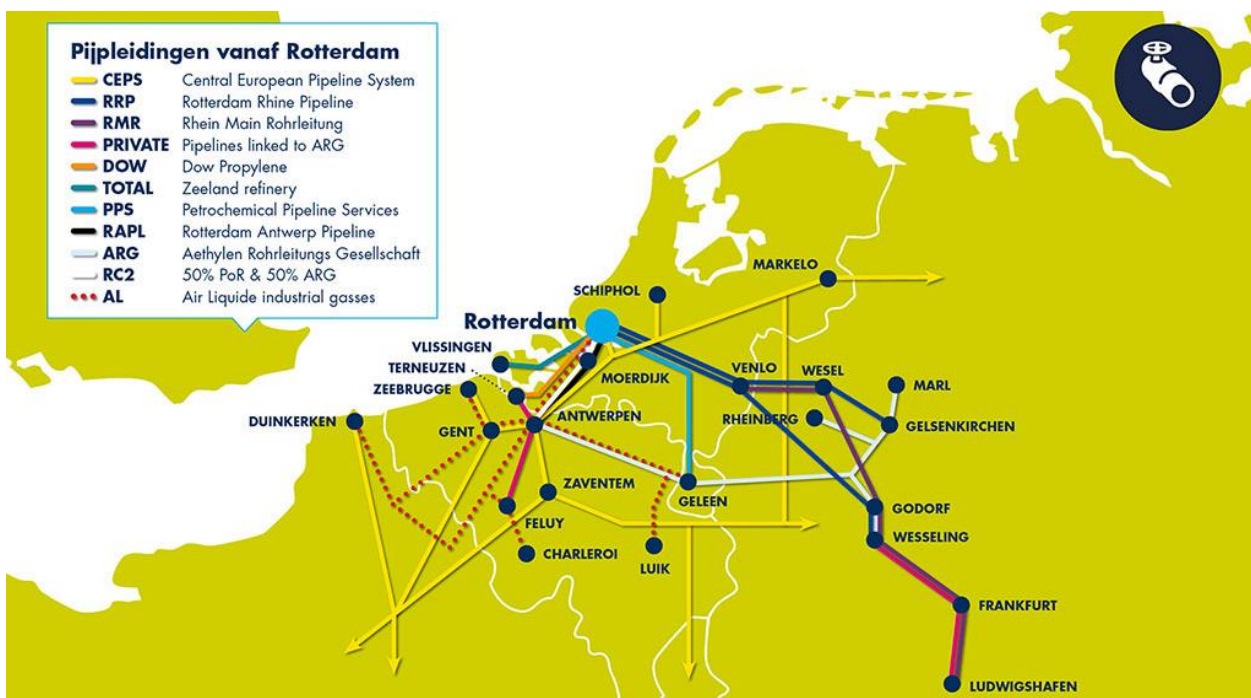 Pijpleidingen vanaf Rotterdam
CEPS Central European Pipeline System
RRP Rotterdam Rhine Pipeline
RMR Rhein Main Rohrleitung
PRIVATE Pipelines linked to ARG
DOW Dow Propylene
TOTAL Zeeland refinery
PPS Petrochemical Pipeline Services
RAPL Rotterdam Antwerp Pipeline
ARG Aethylen Rohrleitungs Gesellschaft
RC2 50% PoR & 50% ARG
AL Air Liquide industrial gasses
MARKELO
SCHIPHOL
Rotterdam
VLISSINGEN
TERNEUZEN
ZEEBRUGGE
MOERDIJK
VENLO
WESEL
MARL
DUINKERKEN
GENT
ANTWERPEN
RHEINBERG
GELSENKIRCHEN
ZAVENTEM
GELEEN
GODORF
FELUY
WESSELING
CHARLEROI
LUIK
FRANKFURT
LUDWIGSHAFEN